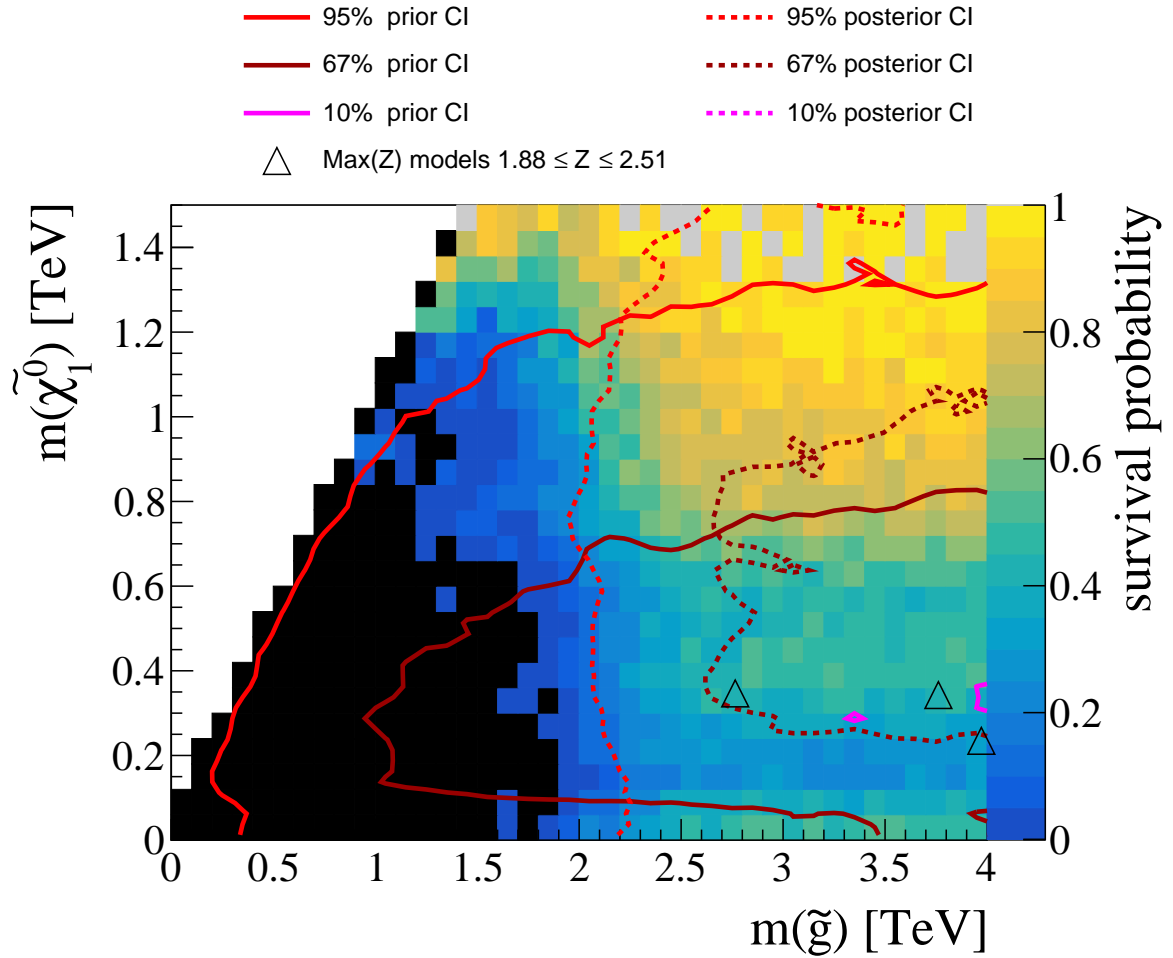 95% prior CI
95% posterior CI
67% prior CI
67% posterior CI
10% prior CI
10% posterior CI
Max(Z) models 1.88 ≤ Z ≤ 2.51
m(χ̃₁⁰) [TeV]
1.4
1.2
1
0.8
0.6
0.4
0.2
0
0 0.5 1 1.5 2 2.5 3 3.5 4
m(g̃) [TeV]
1
0.8
0.6
0.4
0.2
0
survival probability